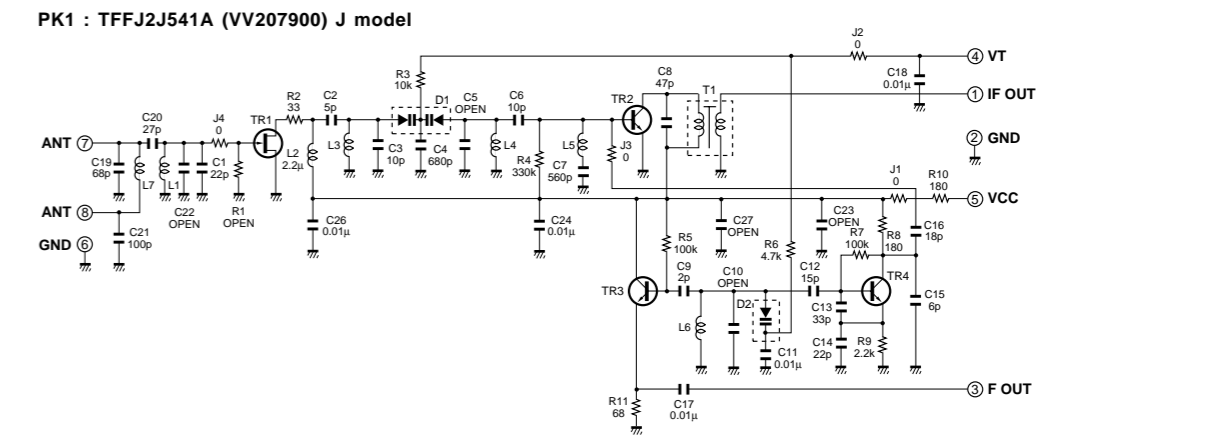 PK1 : TFFJ2J541A (VV207900) J model
J2
0
4 VT
R3
10k
C8
47p
T1
C18
0.01µ
1 IF OUT
R2
33
C2
5p
D1
C5
OPEN
C6
10p
TR2
C20
27p
J4
0
TR1
2 GND
ANT 7
C19
68p
L7
L1
C1
22p
L2
2.2µ
L3
C3
10p
C4
680p
L4
R4
330k
C7
560p
L5
J3
0
C22
OPEN
R1
OPEN
J1
0
R10
180
5 VCC
ANT 8
C21
100p
GND 6
C26
0.01µ
C24
0.01µ
C27
OPEN
C23
OPEN
R5
100k
R6
4.7k
R7
100k
R8
180
C16
18p
TR3
C9
2p
C10
OPEN
C12
15p
TR4
D2
L6
C13
33p
C15
6p
C11
0.01µ
C14
22p
R9
2.2k
R11
68
C17
0.01µ
3 F OUT